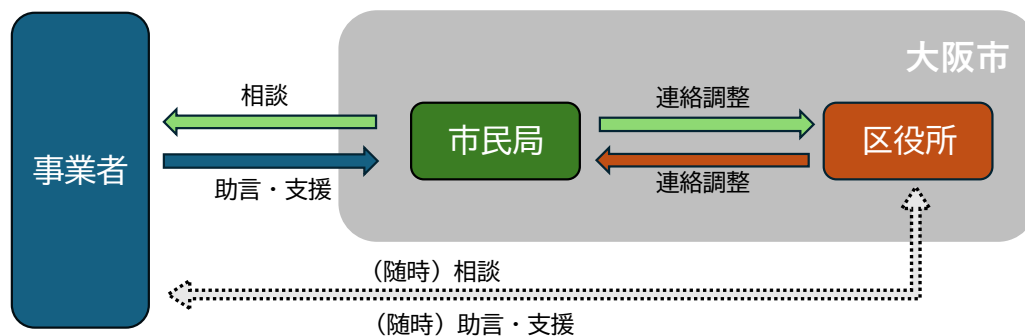 大阪市
相談
連絡調整
事業者
市民局
区役所
助言・支援
連絡調整
（随時）相談
（随時）助言・支援